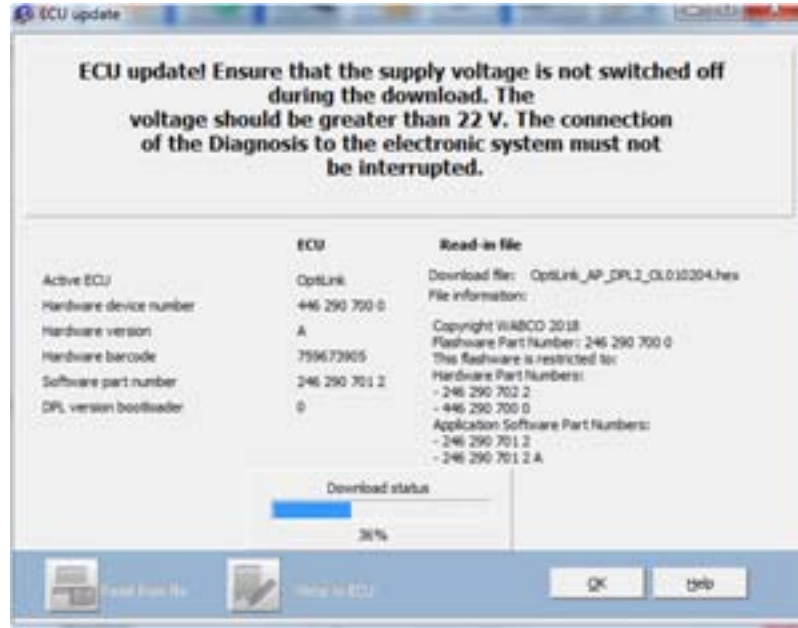 ECU update
ECU update! Ensure that the supply voltage is not switched off
during the download. The
voltage should be greater than 22 V. The connection
of the Diagnosis to the electronic system must not
be interrupted.
ECU
Read-in file
Active ECU
OptiLink
Download file: OptiLink_AP_DPL2_OL010204.hex
Hardware device number
446 290 700 0
File information:
Hardware version
A
Copyright WABCO 2018
Flashware Part Number: 246 290 700 0
Hardware barcode
759673905
This flashware is restricted to:
Software part number
246 290 701 2
Hardware Part Numbers:
- 246 290 702 2
DPL version bootloader
0
- 446 290 700 0
Application Software Part Numbers:
- 246 290 701 2
- 246 290 701 2 A
Download status
36%
Read from file
Write to ECU
OK
Help